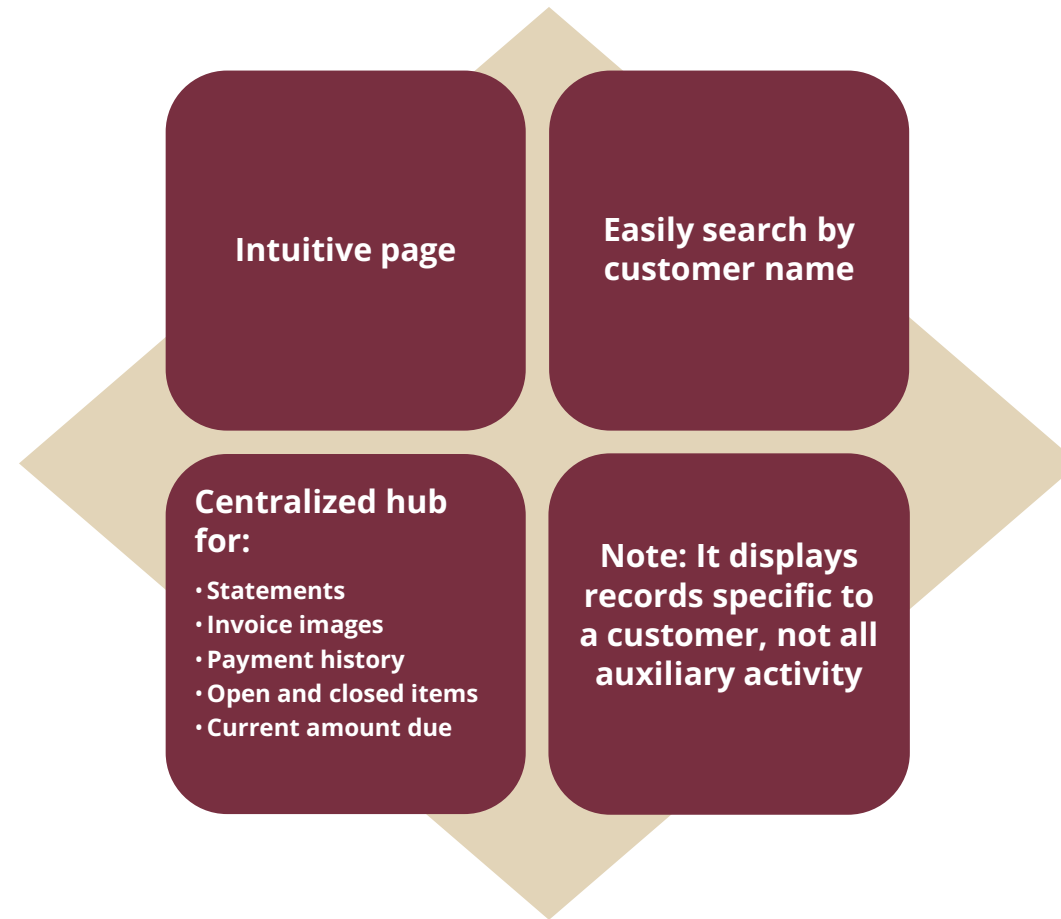 Intuitive page
Easily search by
customer name
Centralized hub
for:
• Statements
• Invoice images
• Payment history
• Open and closed items
• Current amount due
Note: It displays
records specific to
a customer, not all
auxiliary activity